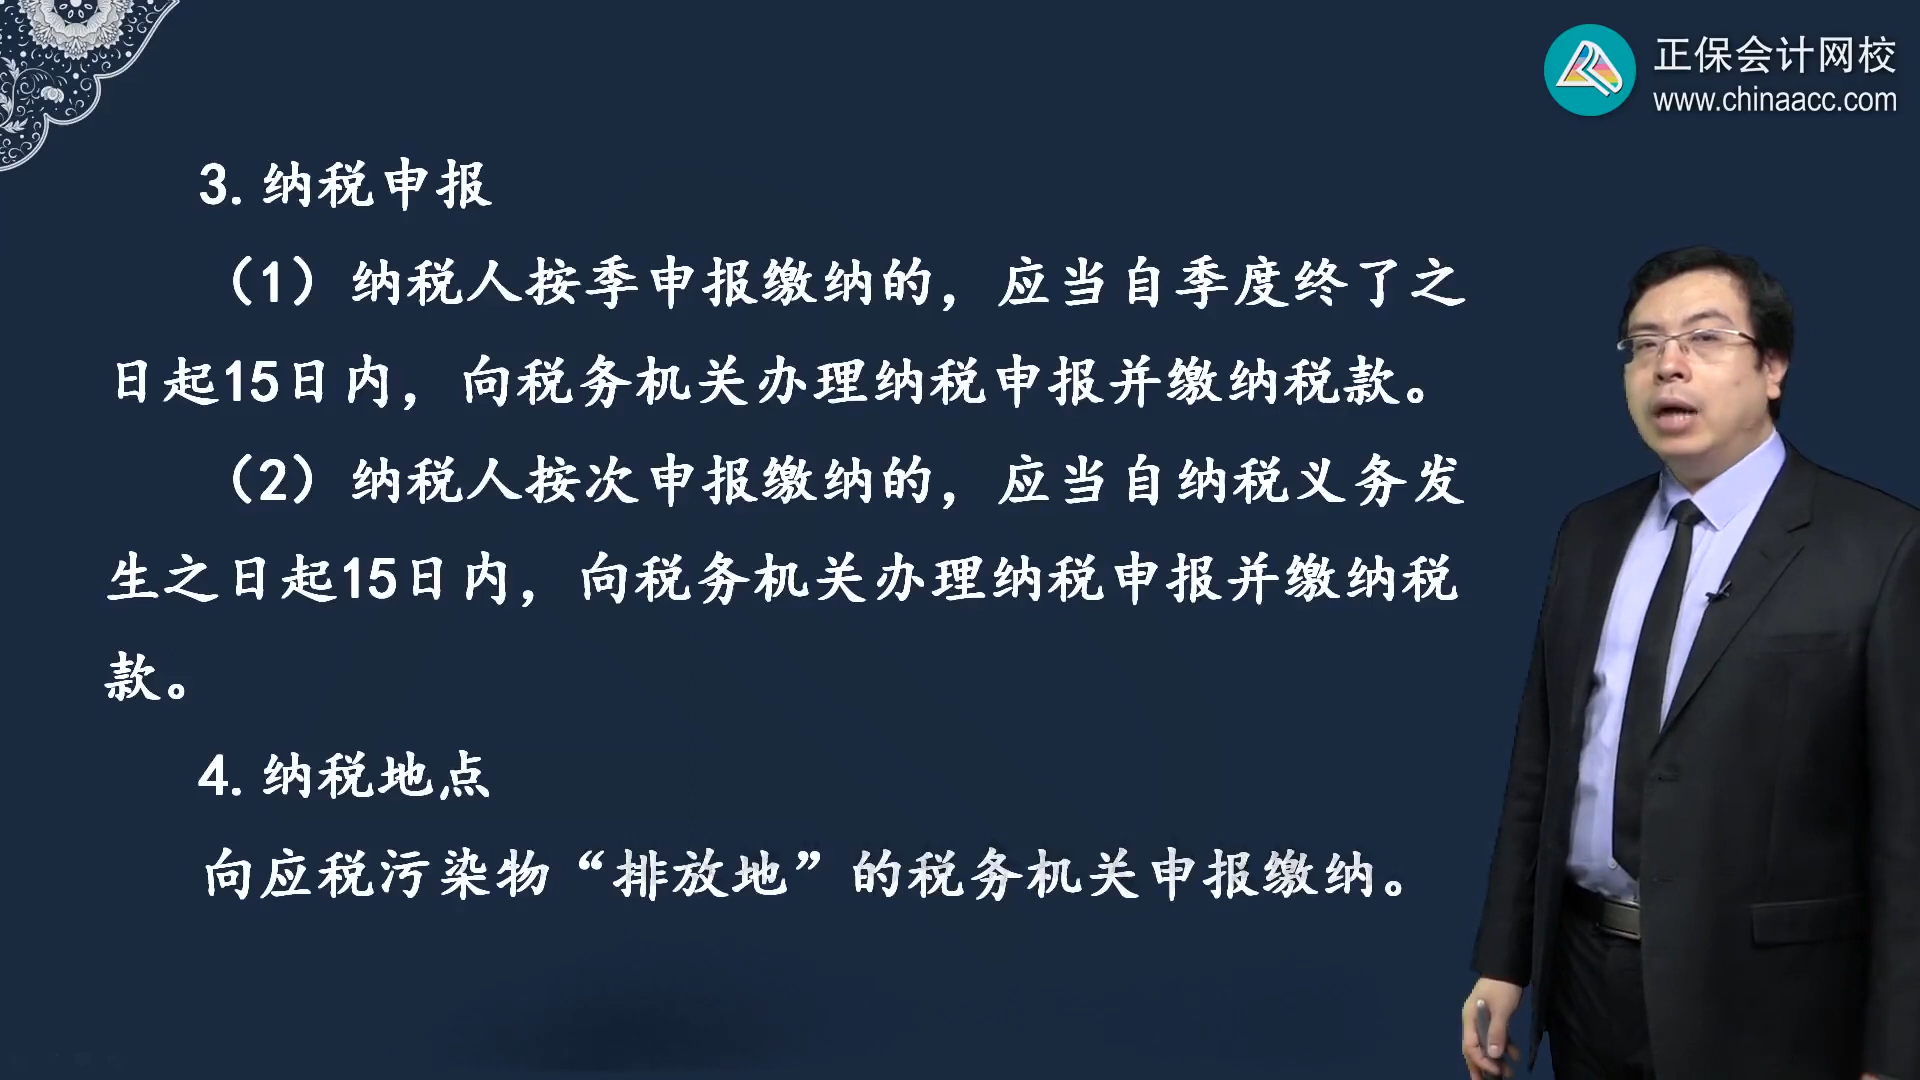 正保会计网校
www.chinaacc.com
3.纳税申报
（1）纳税人按季申报缴纳的，应当自季度终了之
日起15日内，向税务机关办理纳税申报并缴纳税款。
（2）纳税人按次申报缴纳的，应当自纳税义务发
生之日起15日内，向税务机关办理纳税申报并缴纳税
款。
4.纳税地点
向应税污染物“排放地”的税务机关申报缴纳。